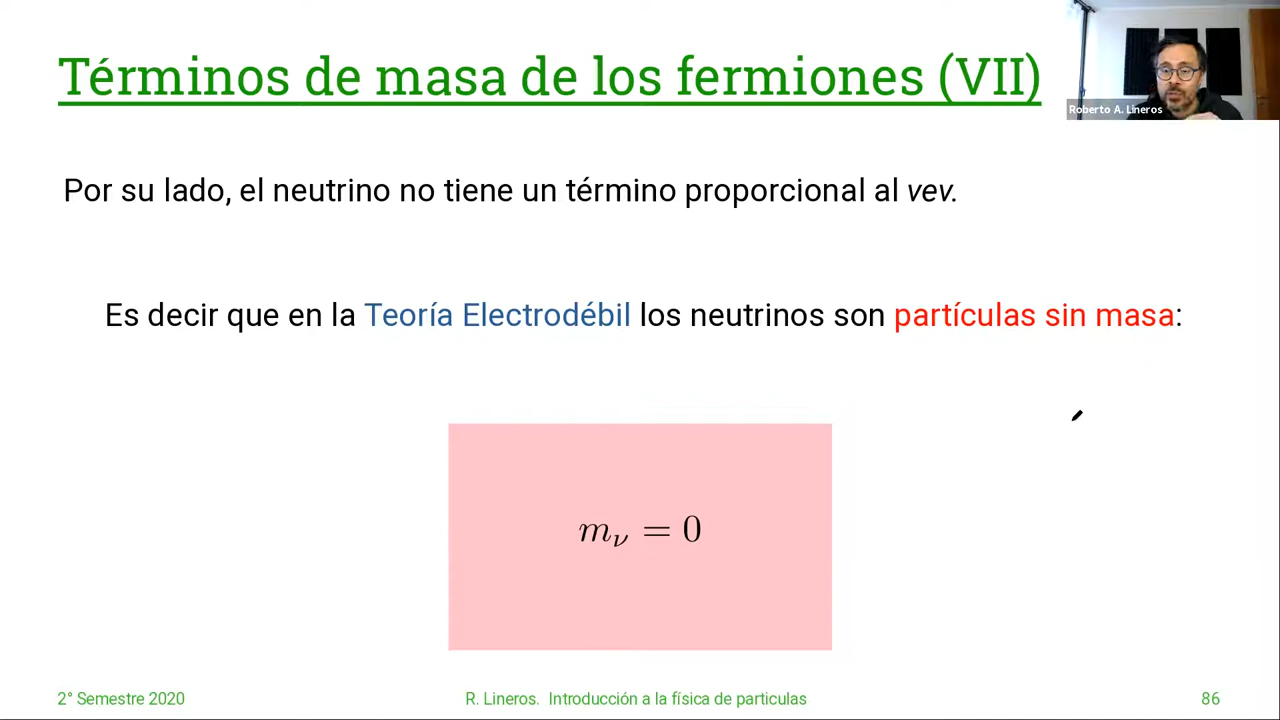 Términos de masa de los fermiones (VII)
Roberto A. Lineros
Por su lado, el neutrino no tiene un término proporcional al vev.
Es decir que en la Teoría Electrodébil los neutrinos son partículas sin masa:
m_ν = 0
2° Semestre 2020
R. Lineros. Introducción a la física de particulas
86